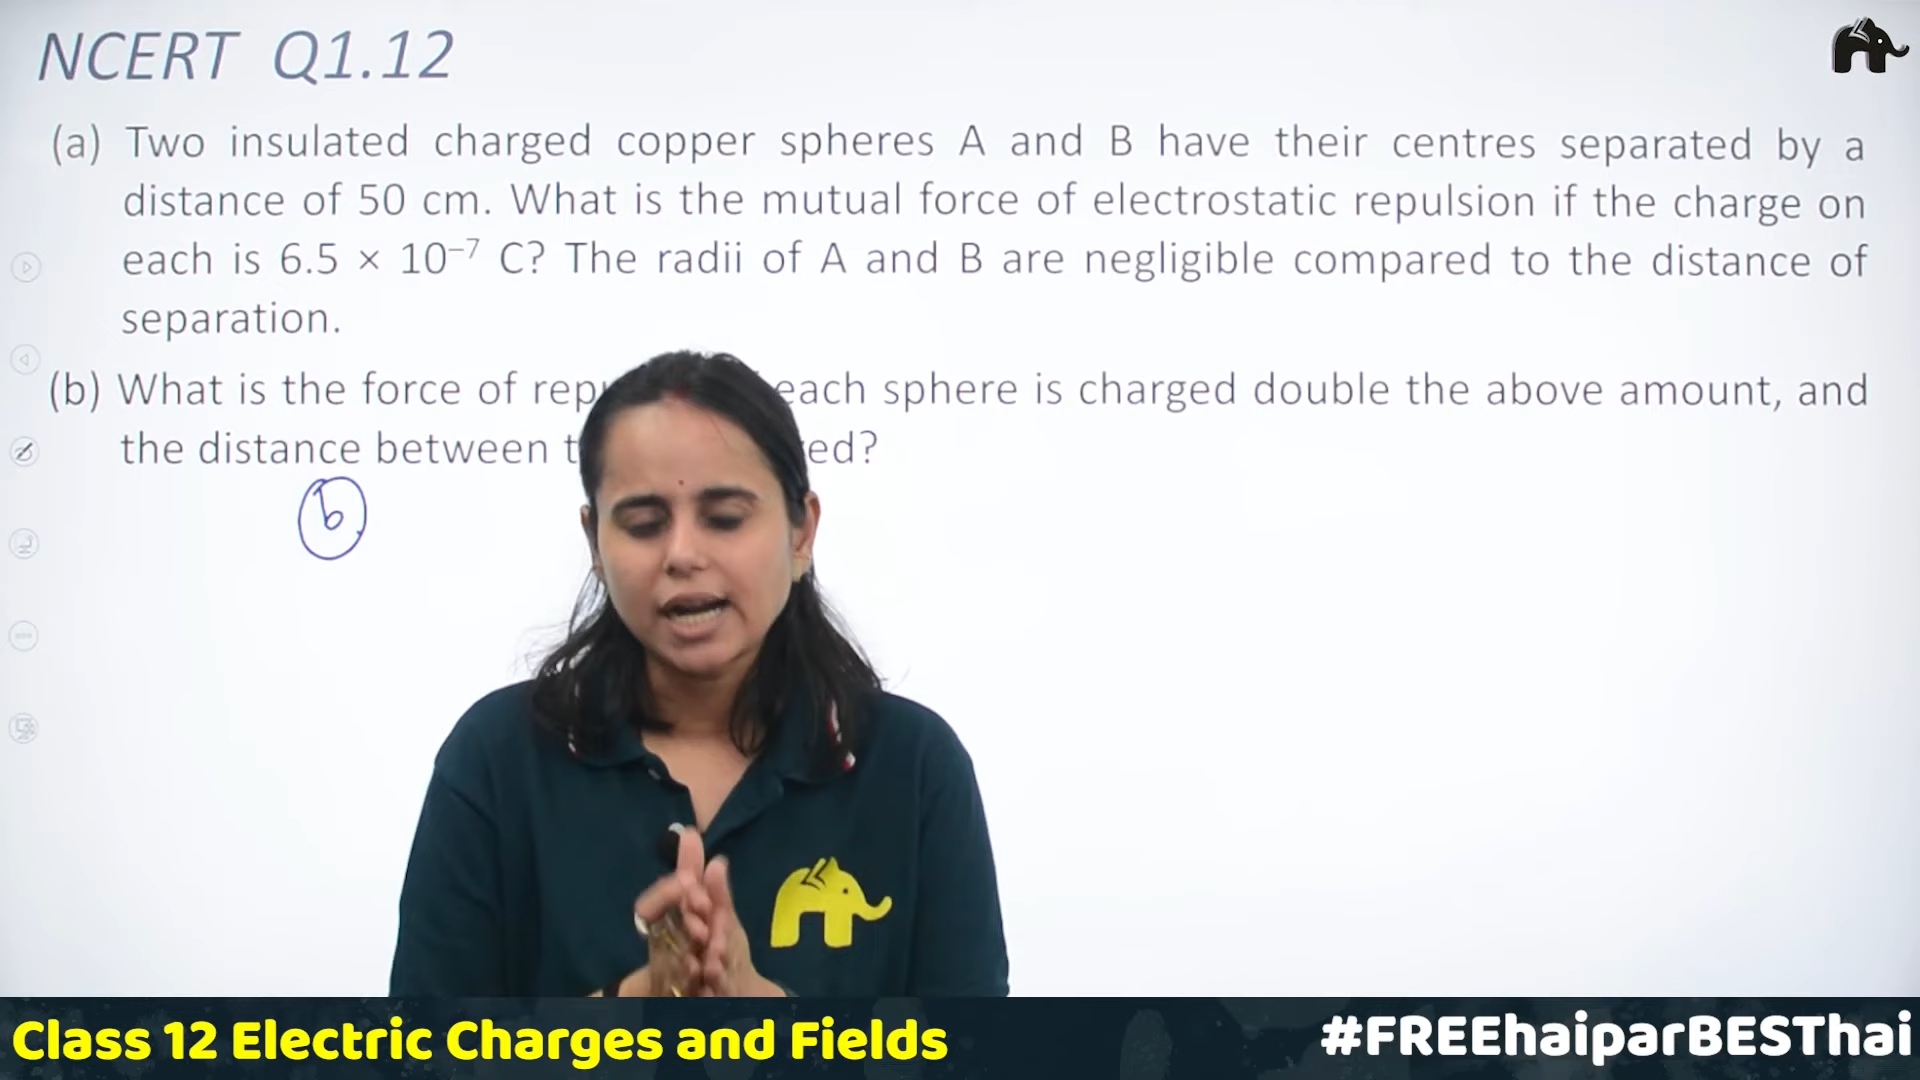 NCERT Q1.12
(a) Two insulated charged copper spheres A and B have their centres separated by a
distance of 50 cm. What is the mutual force of electrostatic repulsion if the charge on
each is 6.5 × 10⁻⁷ C? The radii of A and B are negligible compared to the distance of
separation.
(b) What is the force of rep each sphere is charged double the above amount, and
the distance between t ed?
b
Class 12 Electric Charges and Fields
#FREEhaiparBESThai